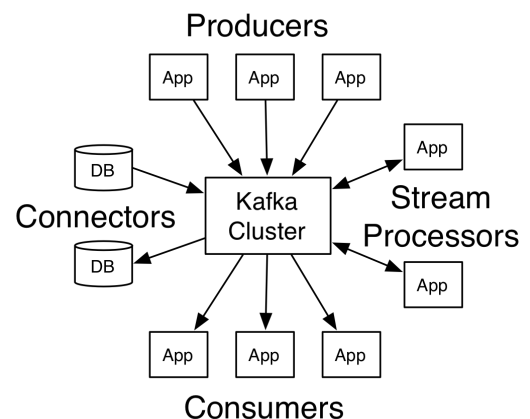 Producers
App
App
App
DB
App
Kafka
Cluster
Connectors
Stream
Processors
DB
App
App
App
App
Consumers